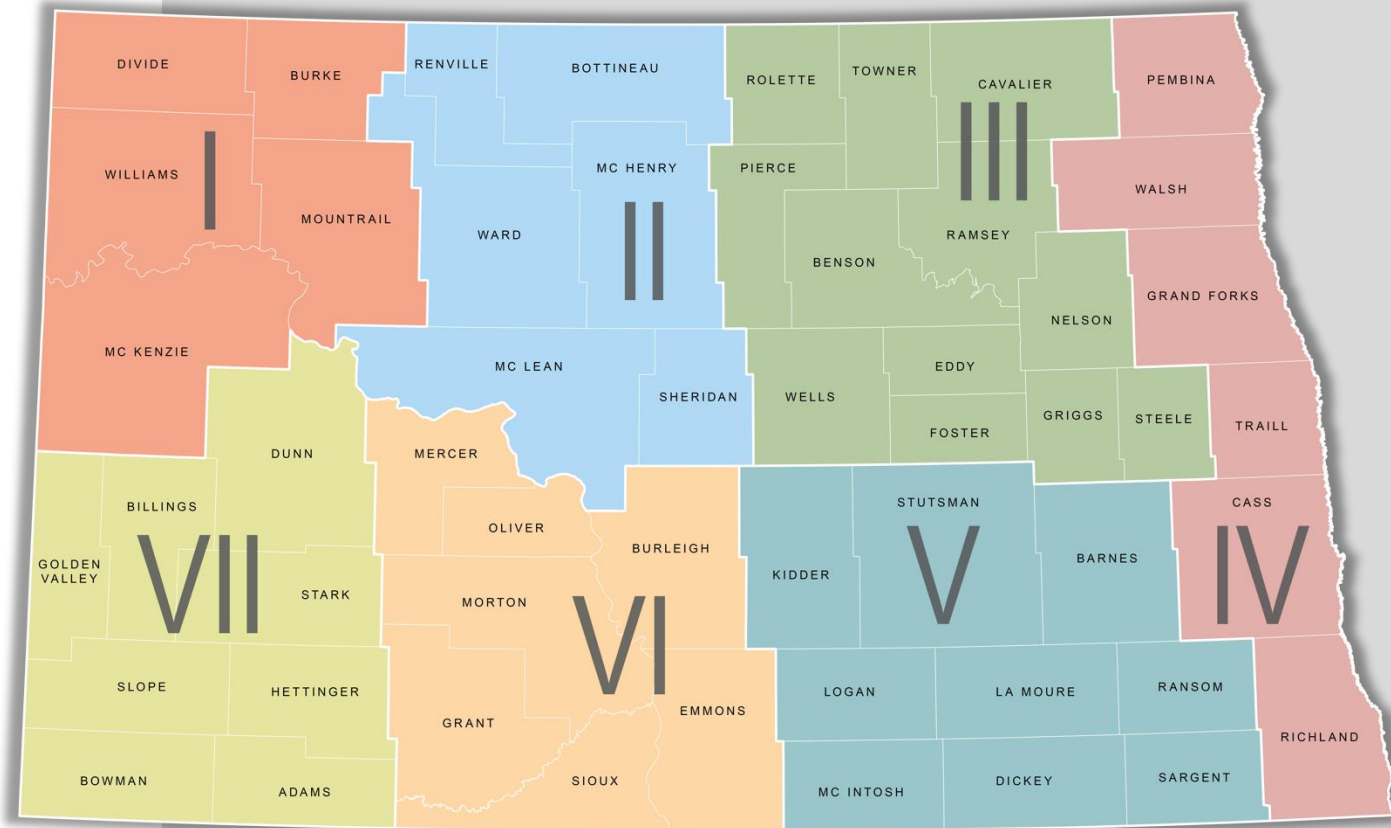 DIVIDE
BURKE
RENVILLE
BOTTINEAU
ROLETTE
TOWNER
CAVALIER
PEMBINA
WILLIAMS
I
MOUNTRAIL
WARD
MC HENRY
II
PIERCE
III
WALSH
BENSON
RAMSEY
GRAND FORKS
NELSON
MC KENZIE
MC LEAN
SHERIDAN
WELLS
EDDY
FOSTER
GRIGGS
STEELE
TRAILL
DUNN
MERCER
OLIVER
BURLEIGH
KIDDER
STUTSMAN
V
BARNES
CASS
IV
GOLDEN
VALLEY
BILLINGS
VII
STARK
MORTON
VI
SLOPE
HETTINGER
GRANT
EMMONS
LOGAN
LA MOURE
RANSOM
RICHLAND
BOWMAN
ADAMS
SIOUX
MC INTOSH
DICKEY
SARGENT